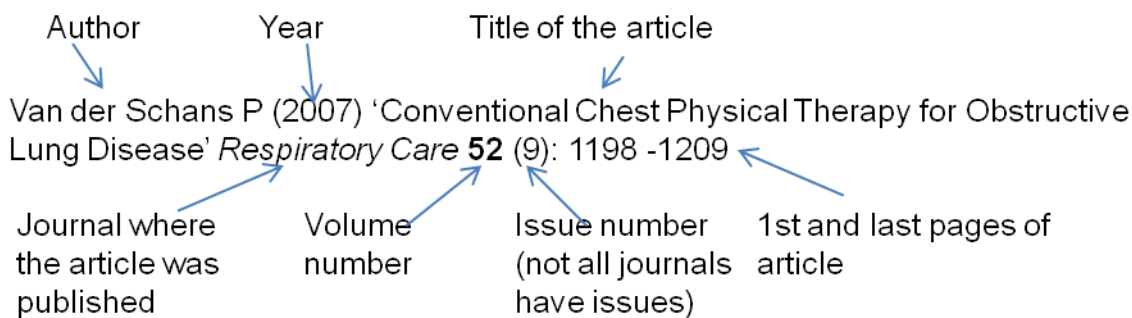 Author Year Title of the article
Van der Schans P (2007) ‘Conventional Chest Physical Therapy for Obstructive
Lung Disease’ Respiratory Care 52 (9): 1198 -1209
Journal where Volume Issue number 1st and last pages of
the article was number (not all journals article
published have issues)